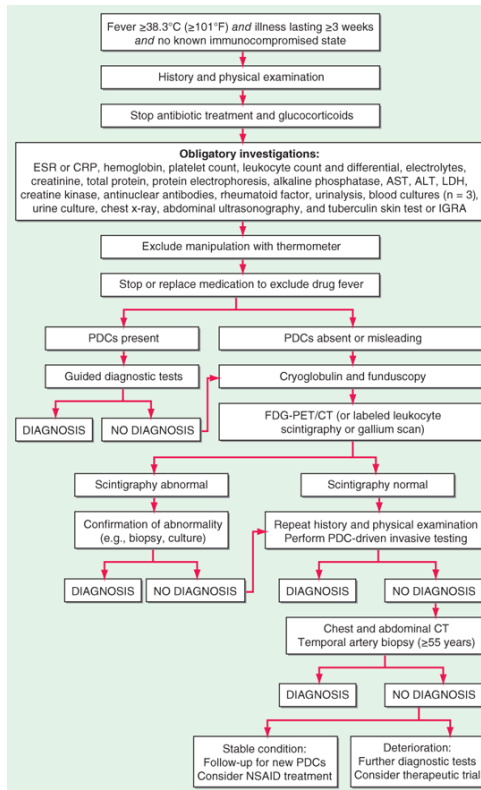 Fever ≥38.3°C (≥101°F) and illness lasting ≥3 weeks
and no known immunocompromised state
History and physical examination
Stop antibiotic treatment and glucocorticoids
Obligatory investigations:
ESR or CRP, hemoglobin, platelet count, leukocyte count and differential, electrolytes,
creatinine, total protein, protein electrophoresis, alkaline phosphatase, AST, ALT, LDH,
creatine kinase, antinuclear antibodies, rheumatoid factor, urinalysis, blood cultures (n = 3),
urine culture, chest x-ray, abdominal ultrasonography, and tuberculin skin test or IGRA
Exclude manipulation with thermometer
Stop or replace medication to exclude drug fever
PDCs present
PDCs absent or misleading
Guided diagnostic tests
Cryoglobulin and funduscopy
DIAGNOSIS
NO DIAGNOSIS
FDG-PET/CT (or labeled leukocyte
scintigraphy or gallium scan)
Scintigraphy abnormal
Scintigraphy normal
Confirmation of abnormality
(e.g., biopsy, culture)
Repeat history and physical examination
Perform PDC-driven invasive testing
DIAGNOSIS
NO DIAGNOSIS
DIAGNOSIS
NO DIAGNOSIS
Chest and abdominal CT
Temporal artery biopsy (≥55 years)
DIAGNOSIS
NO DIAGNOSIS
Stable condition:
Follow-up for new PDCs
Consider NSAID treatment
Deterioration:
Further diagnostic tests
Consider therapeutic trial